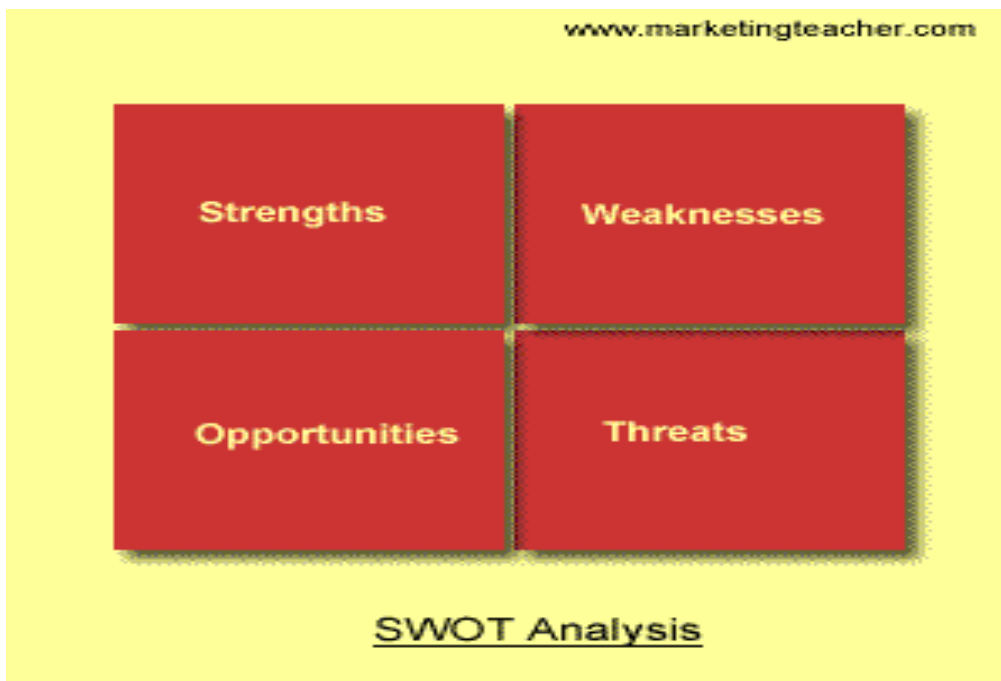 www.marketingteacher.com
Strengths
Weaknesses
Opportunities
Threats
SWOT Analysis